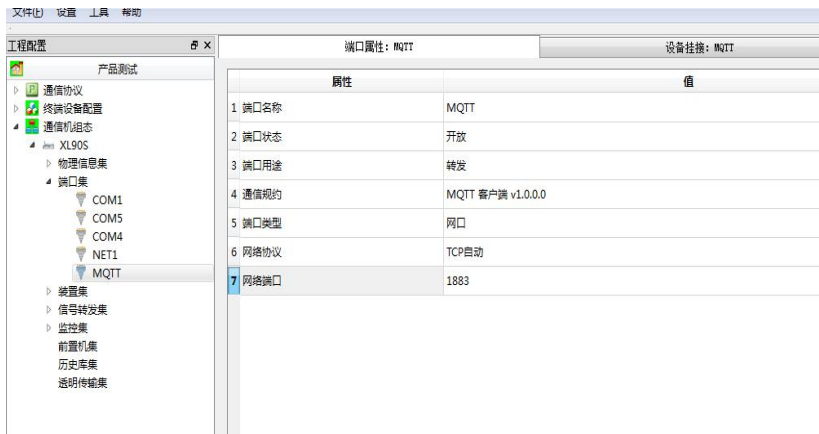 文件(F) 设置 工具 帮助
工程配置
产品测试
通信协议
终端设备配置
通信机组态
XL90S
物理信息集
端口集
COM1
COM5
COM4
NET1
MQTT
装置集
信号转发集
监控集
前置机集
历史库集
透明传输集
端口属性：MQTT 设备挂接：MQTT
属性 值
1 端口名称 MQTT
2 端口状态 开放
3 端口用途 转发
4 通信规约 MQTT 客户端 v1.0.0.0
5 端口类型 网口
6 网络协议 TCP自动
7 网络端口 1883